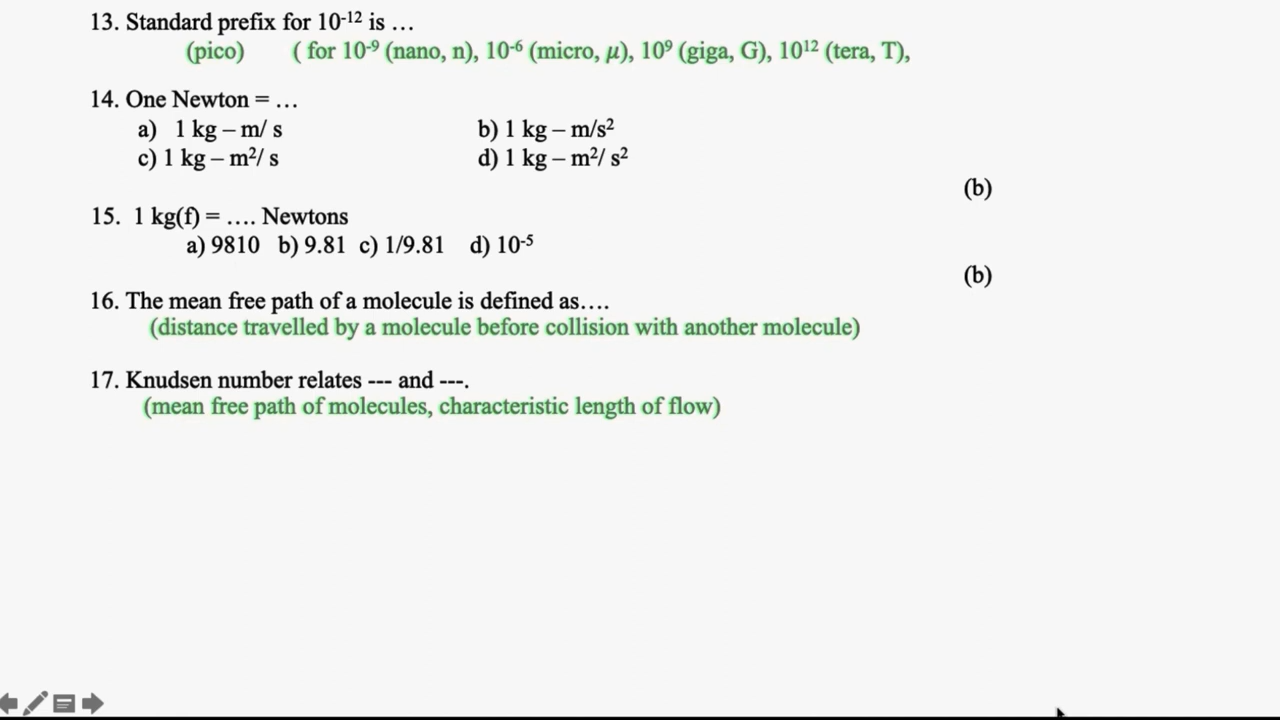 13. Standard prefix for 10⁻¹² is …
(pico) ( for 10⁻⁹ (nano, n), 10⁻⁶ (micro, μ), 10⁹ (giga, G), 10¹² (tera, T),
14. One Newton = …
a) 1 kg – m/ s b) 1 kg – m/s²
c) 1 kg – m²/ s d) 1 kg – m²/ s²
(b)
15. 1 kg(f) = …. Newtons
a) 9810 b) 9.81 c) 1/9.81 d) 10⁻⁵
(b)
16. The mean free path of a molecule is defined as….
(distance travelled by a molecule before collision with another molecule)
17. Knudsen number relates --- and ---.
(mean free path of molecules, characteristic length of flow)